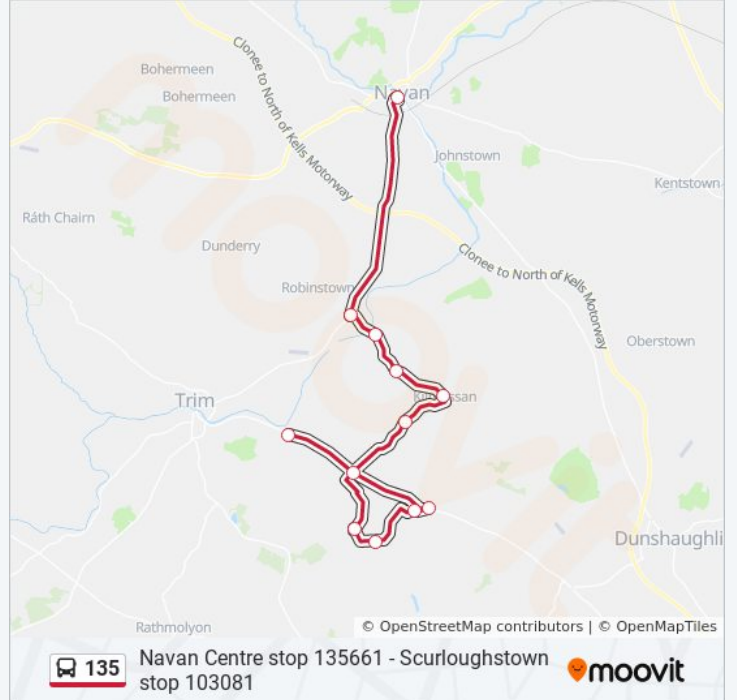 Bohermeen
Bohermeen
Navan
Clonee to North of Kells Motorway
Johnstown
Kentstown
Ráth Chairn
Dunderry
Clonee to North of Kells Motorway
Robinstown
Oberstown
Trim
Dunshaughli
Rathmolyon
© OpenStreetMap contributors | © OpenMapTiles
135
Navan Centre stop 135661 - Scurloughstown
stop 103081
moovit
moovit